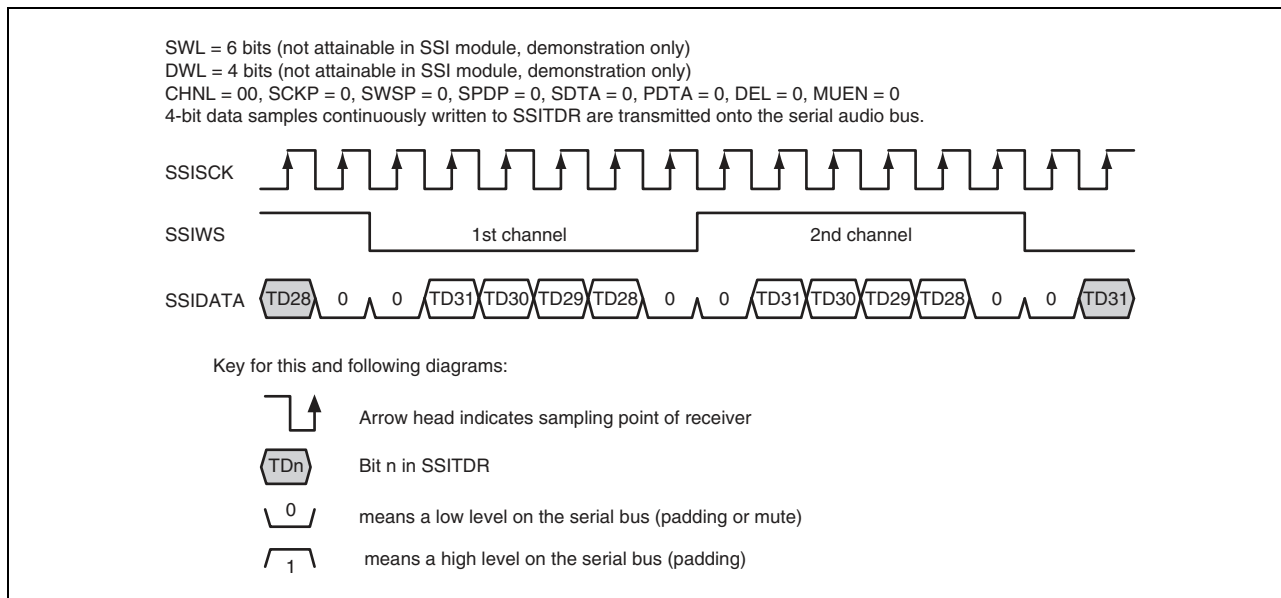 SWL = 6 bits (not attainable in SSI module, demonstration only)
DWL = 4 bits (not attainable in SSI module, demonstration only)
CHNL = 00, SCKP = 0, SWSP = 0, SPDP = 0, SDTA = 0, PDTA = 0, DEL = 0, MUEN = 0
4-bit data samples continuously written to SSITDR are transmitted onto the serial audio bus.
SSISCK
SSIWS 1st channel 2nd channel
SSIDATA TD28 0 0 TD31 TD30 TD29 TD28 0 0 TD31 TD30 TD29 TD28 0 0 TD31
Key for this and following diagrams:
Arrow head indicates sampling point of receiver
TDn Bit n in SSITDR
0 means a low level on the serial bus (padding or mute)
1 means a high level on the serial bus (padding)